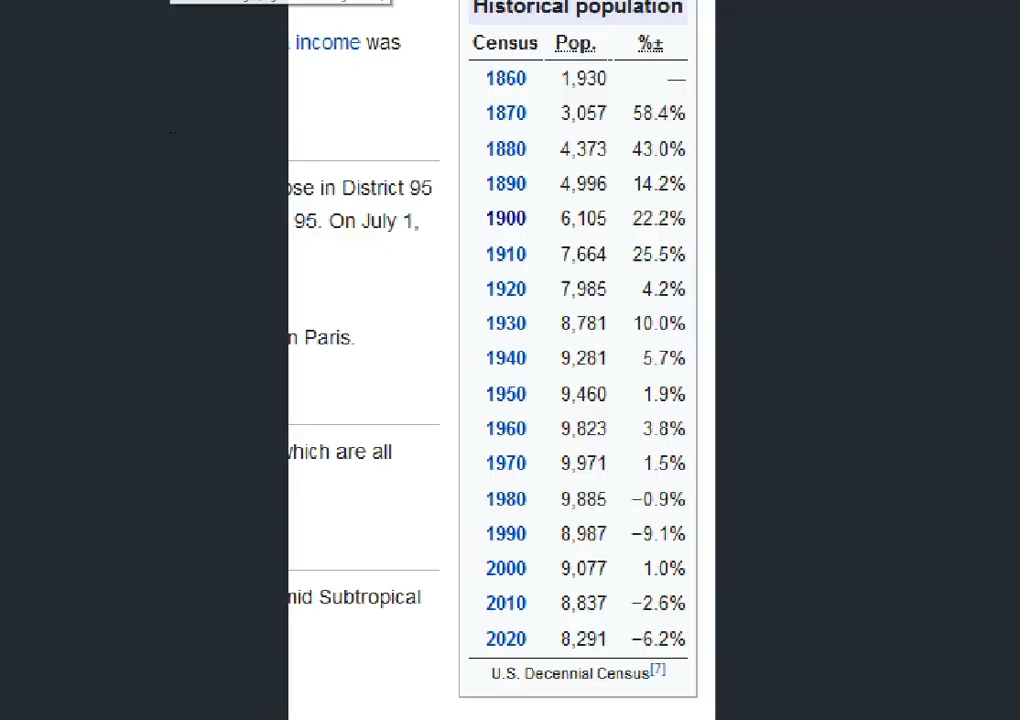 income was
ose in District 95
95. On July 1,
n Paris.
which are all
mid Subtropical
Historical population
Census Pop. %±
1860 1,930 —
1870 3,057 58.4%
1880 4,373 43.0%
1890 4,996 14.2%
1900 6,105 22.2%
1910 7,664 25.5%
1920 7,985 4.2%
1930 8,781 10.0%
1940 9,281 5.7%
1950 9,460 1.9%
1960 9,823 3.8%
1970 9,971 1.5%
1980 9,885 −0.9%
1990 8,987 −9.1%
2000 9,077 1.0%
2010 8,837 −2.6%
2020 8,291 −6.2%
U.S. Decennial Census[7]